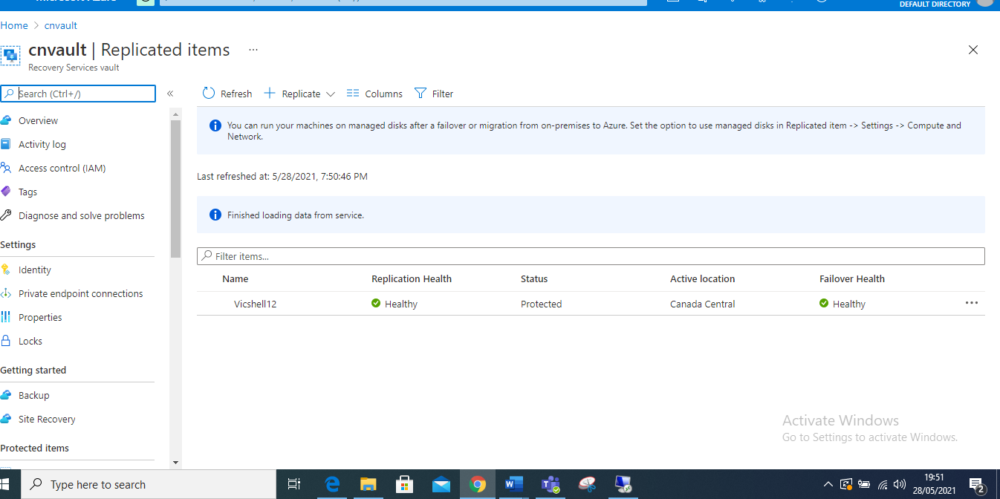 DEFAULT DIRECTORY
Home > cnvault
cnvault | Replicated items ...
Recovery Services vault
Search (Ctrl+/)
«
Refresh
Replicate
Columns
Filter
Overview
Activity log
Access control (IAM)
Tags
Diagnose and solve problems
Settings
Identity
Private endpoint connections
Properties
Locks
Getting started
Backup
Site Recovery
Protected items
You can run your machines on managed disks after a failover or migration from on-premises to Azure. Set the option to use managed disks in Replicated item -> Settings -> Compute and
Network.
Last refreshed at: 5/28/2021, 7:50:46 PM
Finished loading data from service.
Filter items...
Name Replication Health Status Active location Failover Health
Vicshell12 Healthy Protected Canada Central Healthy ...
Activate Windows
Go to Settings to activate Windows.
Type here to search
19:51
28/05/2021
2